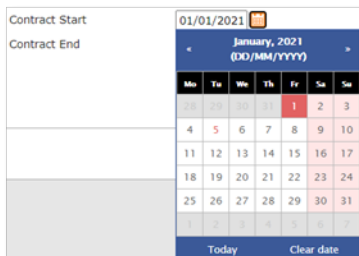 Contract Start 01/01/2021
Contract End
« January, 2021 »
(DD/MM/YYYY)
Mo Tu We Th Fr Sa Su
28 29 30 31 1 2 3
4 5 6 7 8 9 10
11 12 13 14 15 16 17
18 19 20 21 22 23 24
25 26 27 28 29 30 31
1 2 3 4 5 6 7
Today Clear date